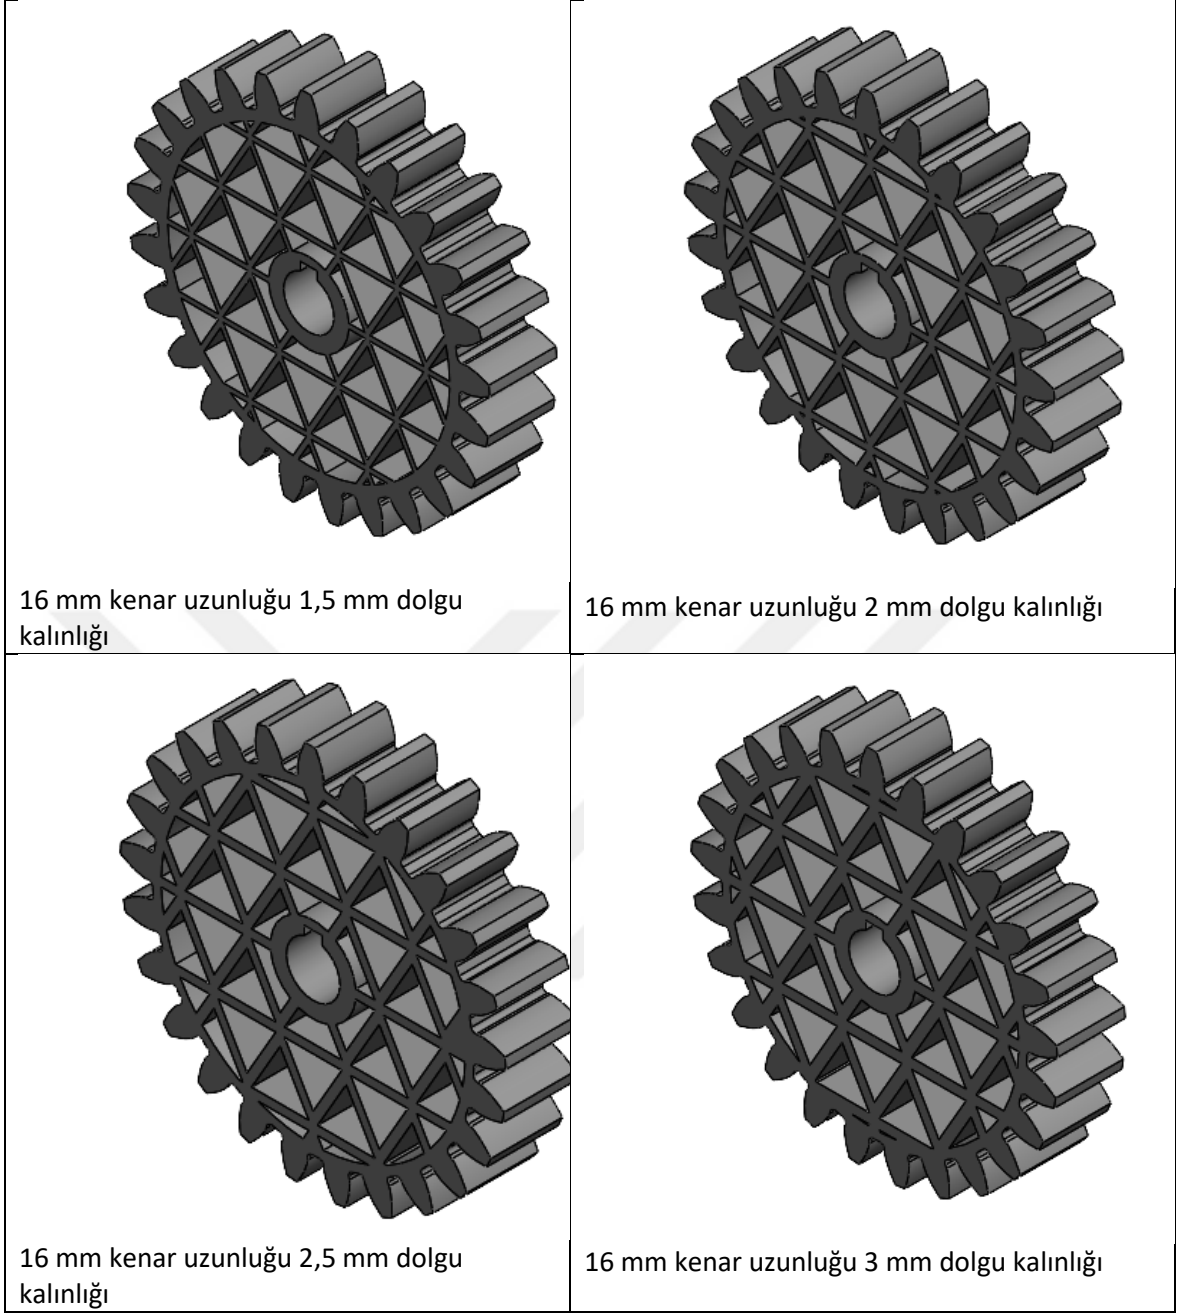 16 mm kenar uzunluğu 1,5 mm dolgu
kalınlığı
16 mm kenar uzunluğu 2 mm dolgu kalınlığı
16 mm kenar uzunluğu 2,5 mm dolgu
kalınlığı
16 mm kenar uzunluğu 3 mm dolgu kalınlığı